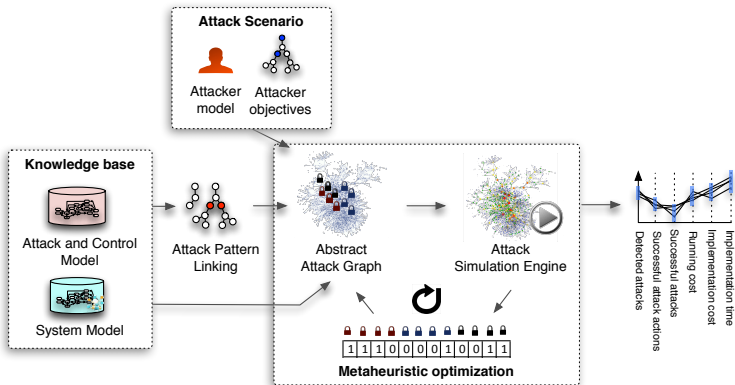 Attack Scenario
Attacker
model
Attacker
objectives
Knowledge base
Attack and Control
Model
System Model
Attack Pattern
Linking
Abstract
Attack Graph
Attack
Simulation Engine
1 1 1 0 0 0 0 1 0 0 1 1
Metaheuristic optimization
Detected attacks
Successful attack actions
Successful attacks
Running cost
Implementation cost
Implementation time